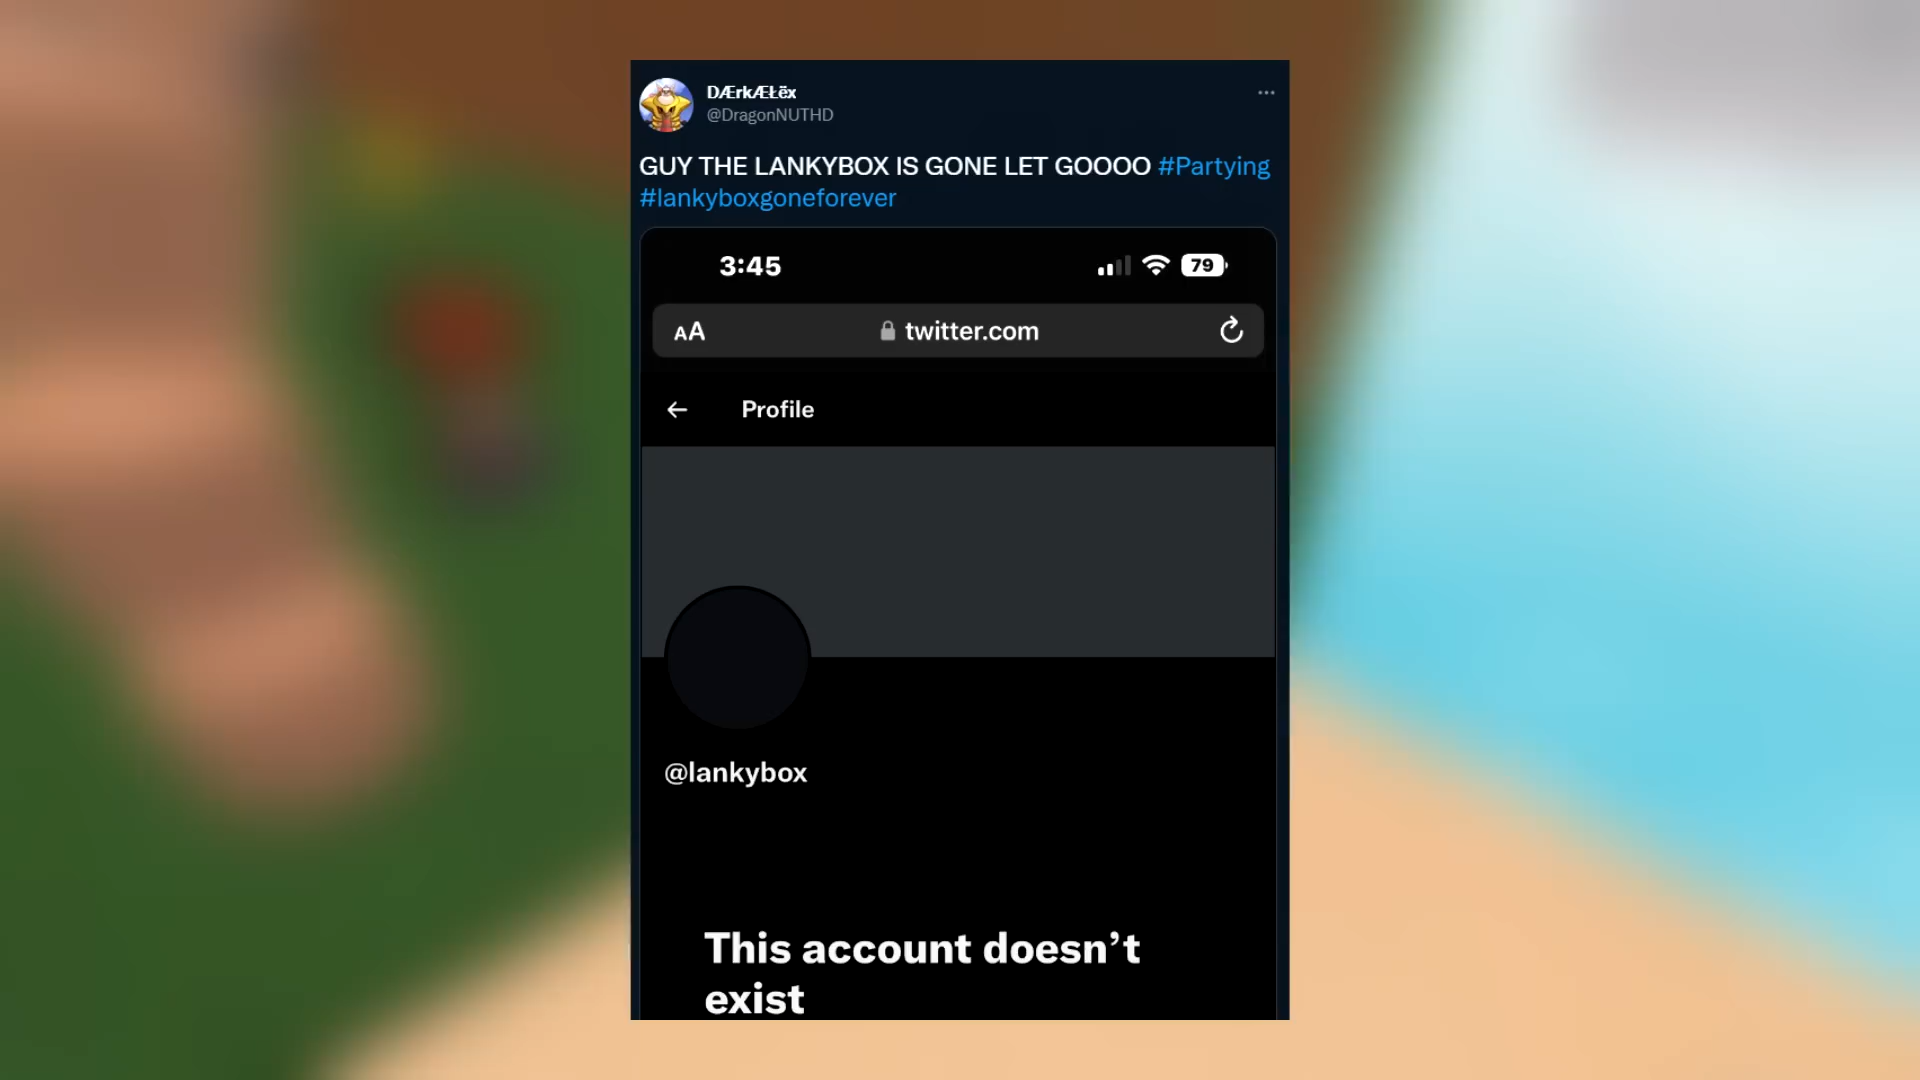 DÆrkÆŁēx
@DragonNUTHD
GUY THE LANKYBOX IS GONE LET GOOOO #Partying
#lankyboxgoneforever
3:45
79
AA
twitter.com
Profile
@lankybox
This account doesn’t
exist